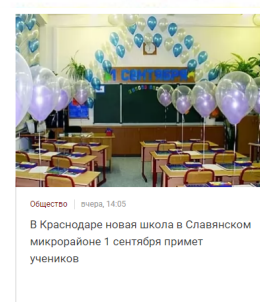 1 СЕНТЯБРЯ
Общество | вчера, 14:05
В Краснодаре новая школа в Славянском
микрорайоне 1 сентября примет
учеников